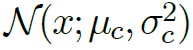 𝒩(x; μ_c, σ_c^2)